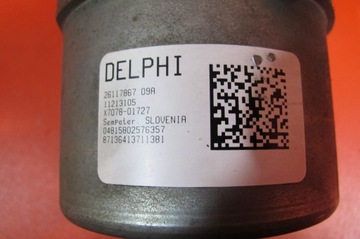 DELPHI
26117867 09A
11213105
X7078-01727
Sempeter. SLOVENIA
04815802576357
87136413711381